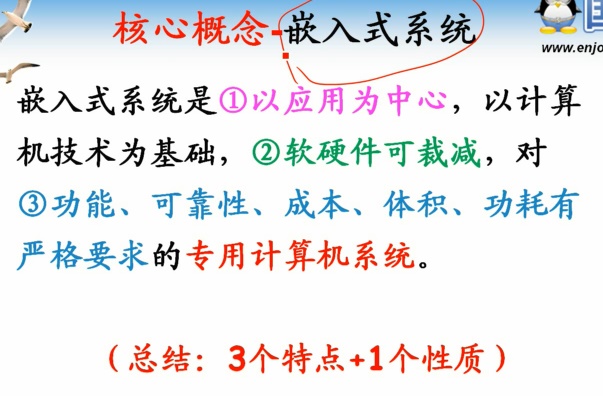 核心概念-嵌入式系统
www.enjo
嵌入式系统是①以应用为中心，以计算
机技术为基础，②软硬件可裁减，对
③功能、可靠性、成本、体积、功耗有
严格要求的专用计算机系统。
（总结：3个特点+1个性质）